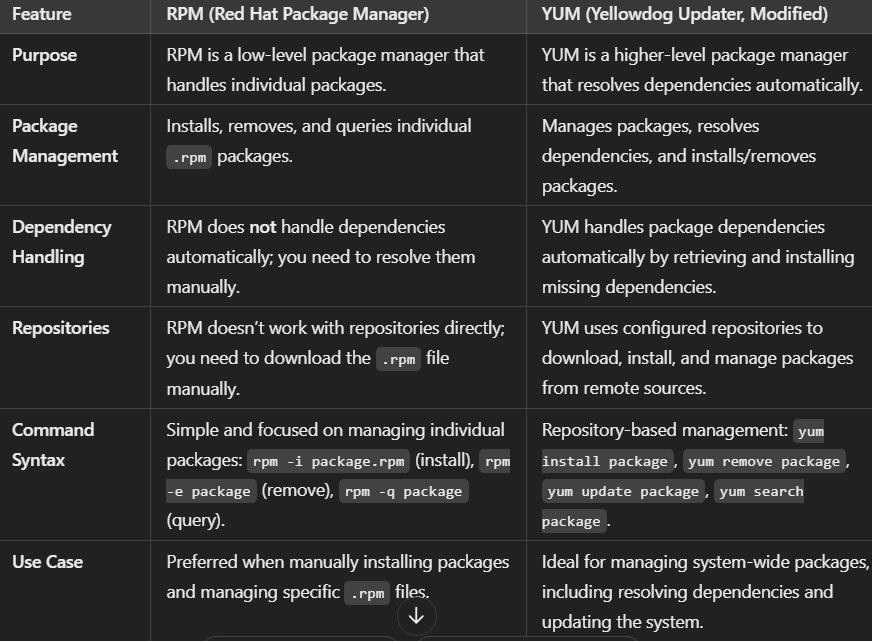 Feature RPM (Red Hat Package Manager) YUM (Yellowdog Updater, Modified)
Purpose RPM is a low-level package manager that YUM is a higher-level package manager
handles individual packages. that resolves dependencies automatically.
Package Installs, removes, and queries individual Manages packages, resolves
Management .rpm packages. dependencies, and installs/removes
packages.
Dependency RPM does not handle dependencies YUM handles package dependencies
Handling automatically; you need to resolve them automatically by retrieving and installing
manually. missing dependencies.
Repositories RPM doesn’t work with repositories directly; YUM uses configured repositories to
you need to download the .rpm file download, install, and manage packages
manually. from remote sources.
Command Simple and focused on managing individual Repository-based management: yum
Syntax packages: rpm -i package.rpm (install), rpm install package, yum remove package,
-e package (remove), rpm -q package yum update package, yum search
(query). package.
Use Case Preferred when manually installing packages Ideal for managing system-wide packages,
and managing specific .rpm files. including resolving dependencies and
updating the system.